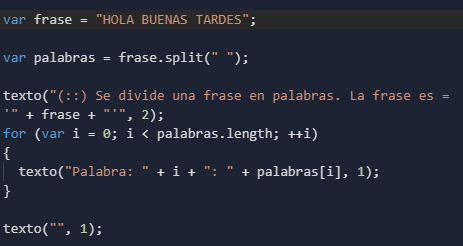 var frase = "HOLA BUENAS TARDES";
var palabras = frase.split(" ");
texto("(::) Se divide una frase en palabras. La frase es =
'" + frase + "'", 2);
for (var i = 0; i < palabras.length; ++i)
{
texto("Palabra: " + i + ": " + palabras[i], 1);
}
texto("", 1);